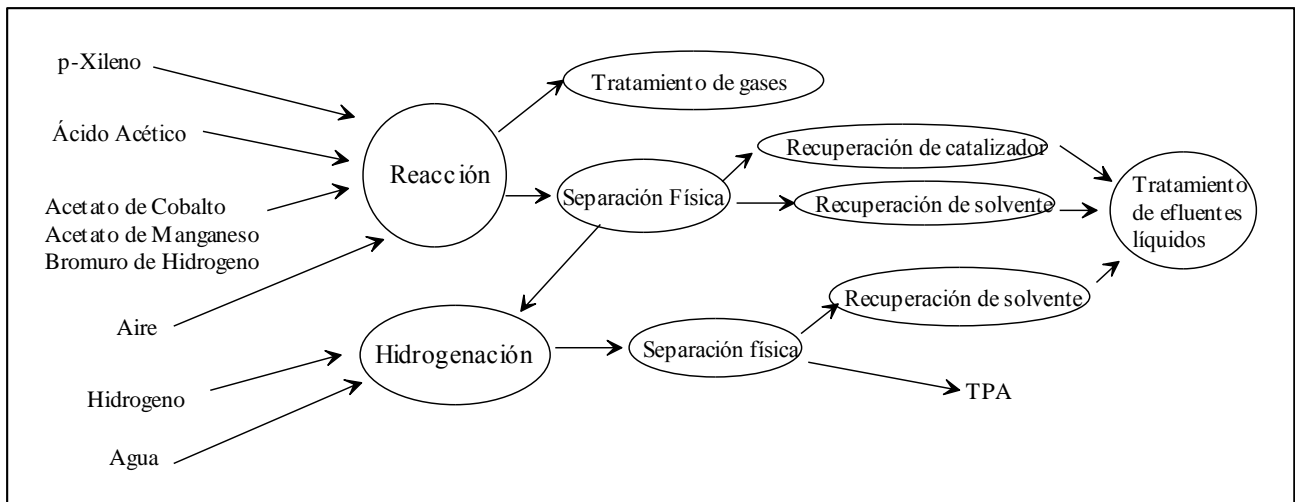 p-Xileno
Ácido Acético
Acetato de Cobalto
Acetato de Manganeso
Bromuro de Hidrogeno
Aire
Hidrogeno
Agua
Reacción
Hidrogenación
Tratamiento de gases
Separación Física
Recuperación de catalizador
Recuperación de solvente
Tratamiento
de efluentes
líquidos
Separación física
Recuperación de solvente
TPA